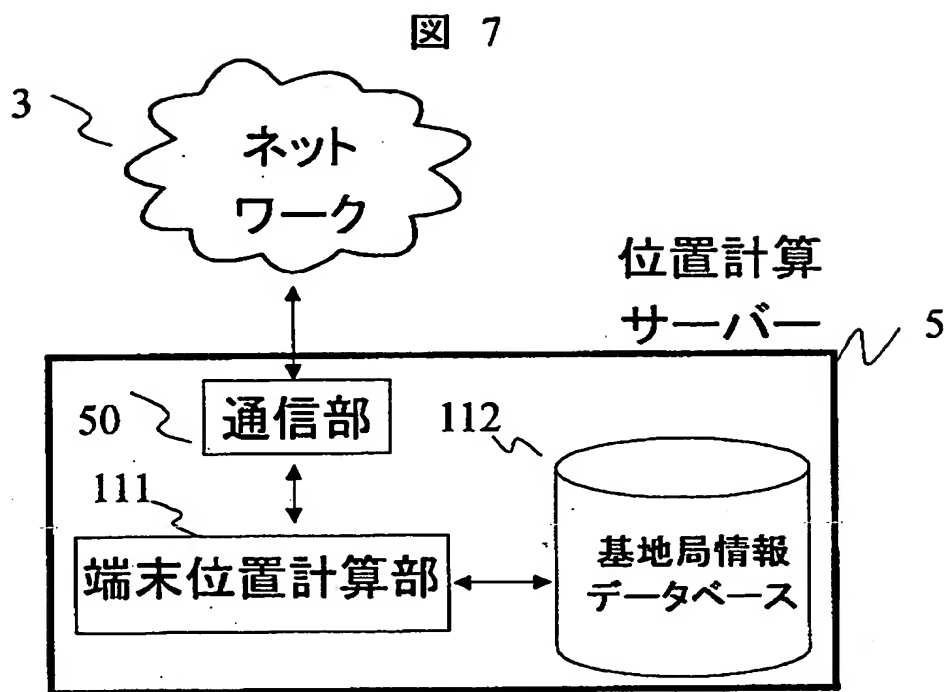 図 7
3
ネット
ワーク
位置計算
サーバー
5
50
通信部
112
111
端末位置計算部
基地局情報
データベース